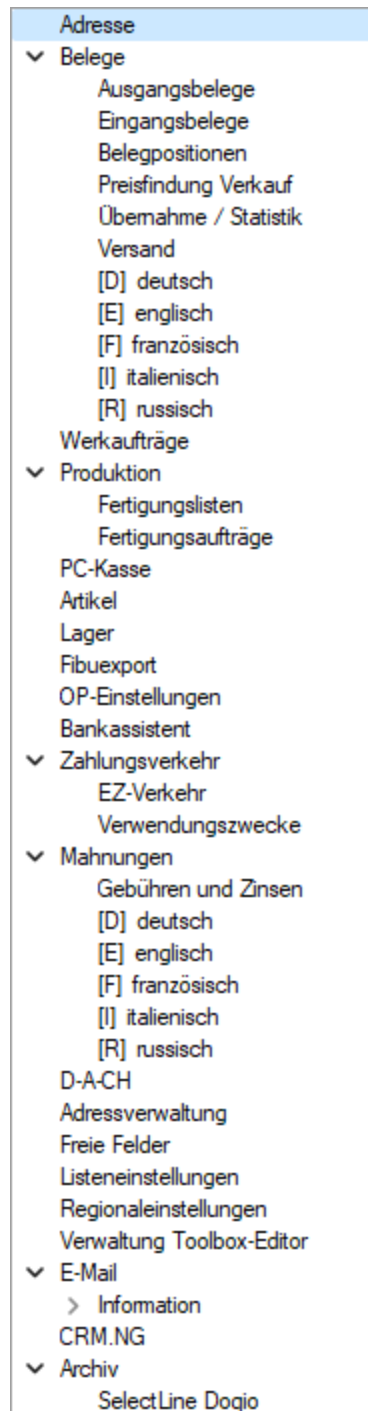 Adresse
Belege
Ausgangsbelege
Eingangsbelege
Belegpositionen
Preisfindung Verkauf
Übernahme / Statistik
Versand
[D] deutsch
[E] englisch
[F] französisch
[I] italienisch
[R] russisch
Werkaufträge
Produktion
Fertigungslisten
Fertigungsaufträge
PC-Kasse
Artikel
Lager
Fibuexport
OP-Einstellungen
Bankassistent
Zahlungsverkehr
EZ-Verkehr
Verwendungszwecke
Mahnungen
Gebühren und Zinsen
[D] deutsch
[E] englisch
[F] französisch
[I] italienisch
[R] russisch
D-A-CH
Adressverwaltung
Freie Felder
Listeneinstellungen
Regionaleinstellungen
Verwaltung Toolbox-Editor
E-Mail
Information
CRM.NG
Archiv
SelectLine Doqio